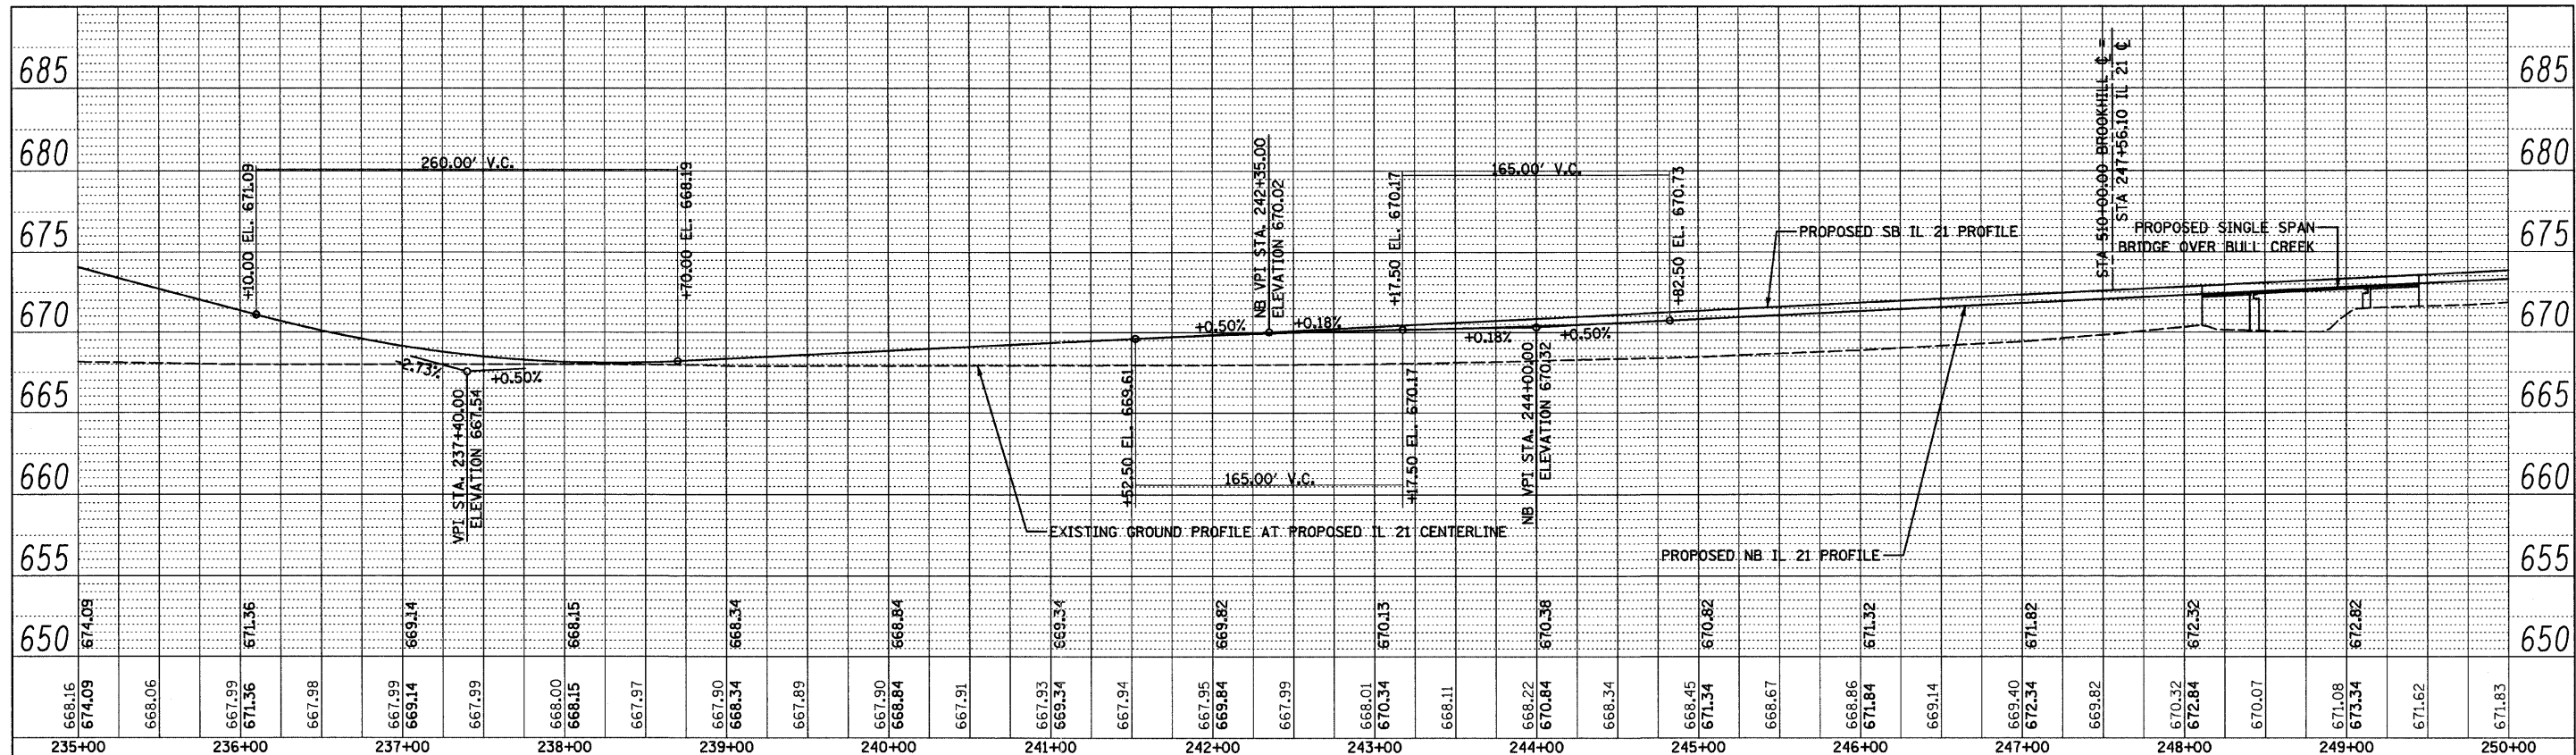 685
680
675
670
665
660
655
650
685
680
675
670
665
660
655
650
+10.00 EL. 671.09
260.00' V.C.
+70.00 EL. 668.19
-2.73%
+0.50%
VPI STA. 237+40.00
ELEVATION 667.54
NB VPI STA. 242+35.00
ELEVATION 670.02
+0.50%
+0.18%
+52.50 EL. 669.61
165.00' V.C.
+17.50 EL. 670.17
+17.50 EL. 670.17
165.00' V.C.
+82.50 EL. 670.73
+0.18%
+0.50%
NB VPI STA. 244+00.00
ELEVATION 670.32
EXISTING GROUND PROFILE AT PROPOSED IL 21 CENTERLINE
PROPOSED SB IL 21 PROFILE
PROPOSED NB IL 21 PROFILE
STA 510+00.00 BROOKHILL ℄ =
STA 247+56.10 IL 21 ℄
PROPOSED SINGLE SPAN
BRIDGE OVER BULL CREEK
674.09 671.36 669.14 668.15 668.34 668.84 669.34 669.82 670.13 670.38 670.82 671.32 671.82 672.32 672.82
668.16 668.06 667.99 667.98 667.99 667.99 668.00 667.97 667.90 667.89 667.90 667.91 667.93 667.94 667.95 667.99 668.01 668.11 668.22 668.34 668.45 668.67 668.86 669.14 669.40 669.82 670.32 670.07 671.08 671.62 671.83
674.09 671.36 669.14 668.15 668.34 668.84 669.34 669.84 670.34 670.84 671.34 671.84 672.34 672.84 673.34
235+00 236+00 237+00 238+00 239+00 240+00 241+00 242+00 243+00 244+00 245+00 246+00 247+00 248+00 249+00 250+00